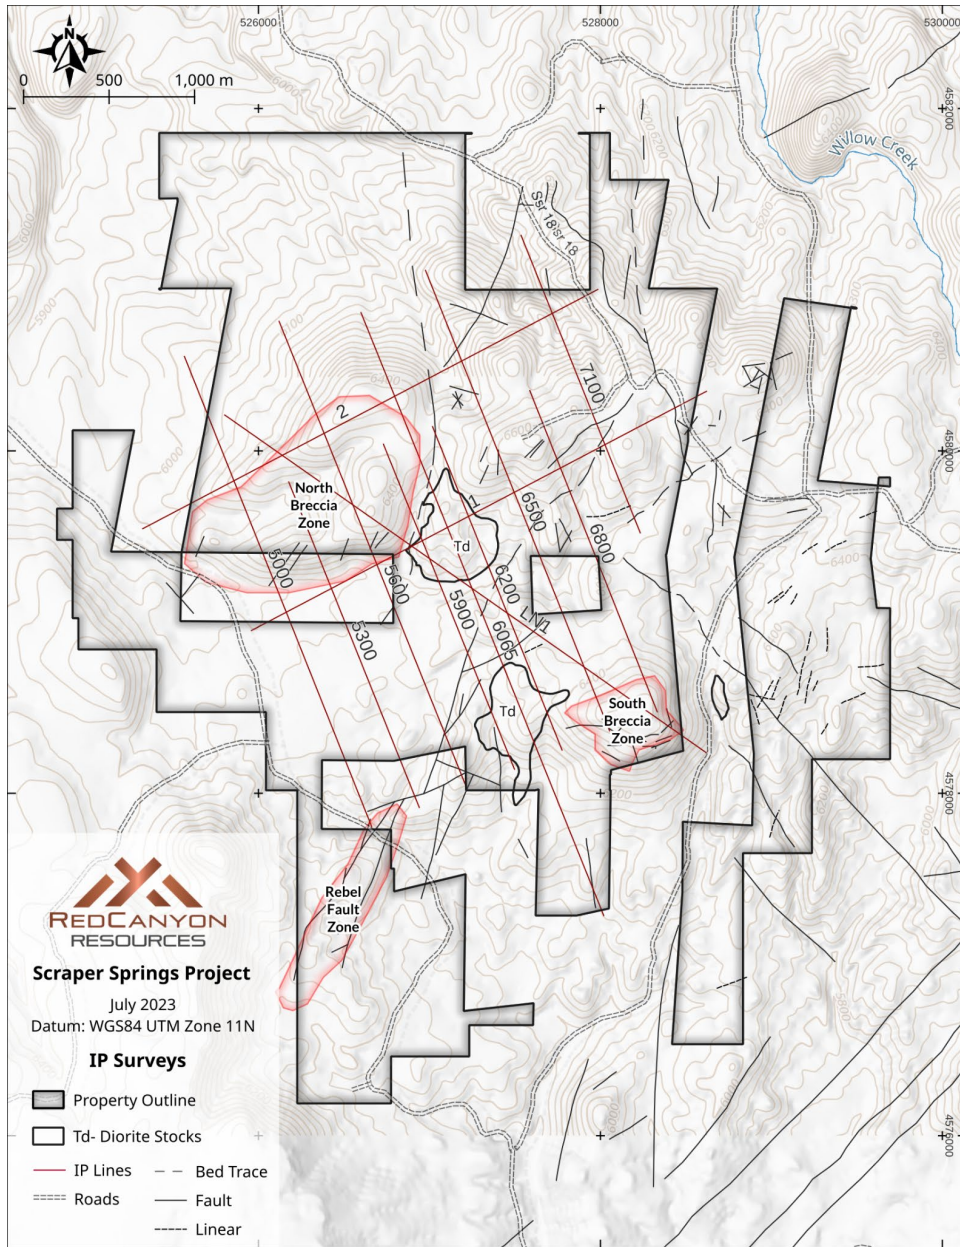 526000
528000
530000
N
0 500 1,000 m
4582000
Willow Creek
Ssr 18
Sr 18
6200
5900
6400
7100
2
6600
6000
4580000
North
Breccia
Zone
1
6500
Td
6800
5000
5600
6200
6400
5900
LN1
5300
6065
South
Breccia
Zone
Td
4578000
Rebel
Fault
Zone
REDCANYON
RESOURCES
Scraper Springs Project
July 2023
Datum: WGS84 UTM Zone 11N
IP Surveys
Property Outline
Td- Diorite Stocks
IP Lines
Bed Trace
Roads
Fault
Linear
4576000